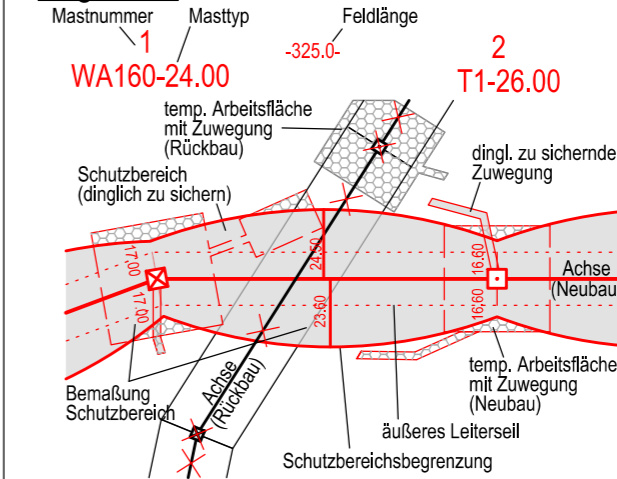 Mastnummer
Masttyp
Feldlänge
1
WA160-24.00
-325.0-
2
T1-26.00
temp. Arbeitsfläche
mit Zuwegung
(Rückbau)
dingl. zu sichernde
Zuwegung
Schutzbereich
(dinglich zu sichern)
17.00
17.00
24.50
23.60
16.60
16.60
Achse
(Neubau
Achse
(Rückbau)
Bemaßung
Schutzbereich
temp. Arbeitsfläche
mit Zuwegung
(Neubau)
äußeres Leiterseil
Schutzbereichsbegrenzung